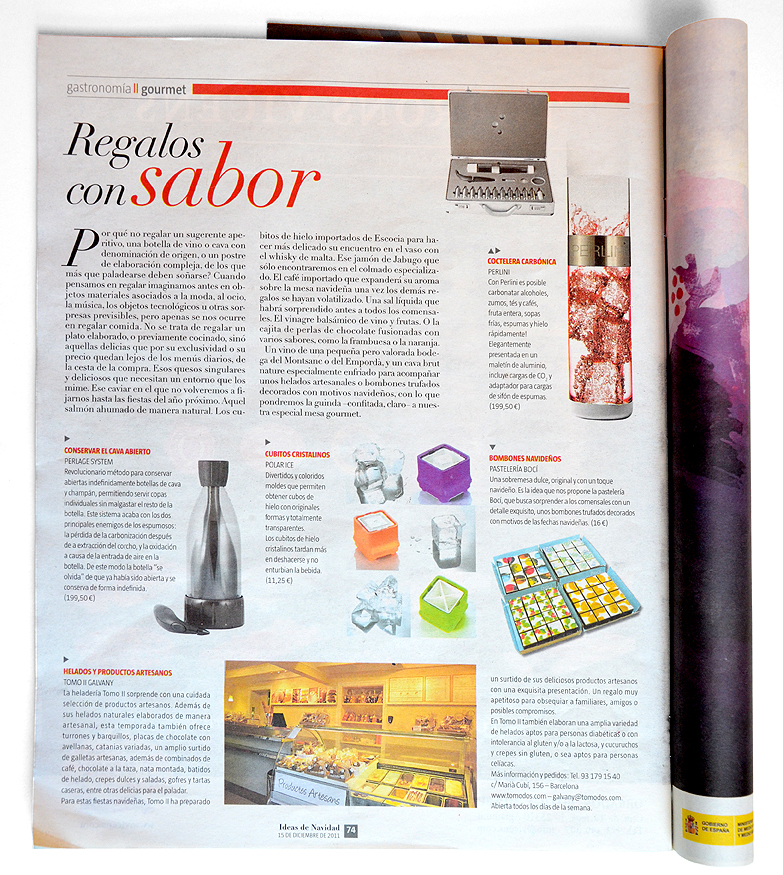 gastronomía II gourmet
Regalos
con sabor
Por qué no regalar un sugerente ape-
ritivo, una botella de vino o cava con
denominación de origen, o un postre
de elaboración compleja, de los que
más que paladearse deben soñarse? Cuando
pensamos en regalar imaginamos antes en ob-
jetos materiales asociados a la moda, al ocio,
la música, los objetos tecnológicos u otras sor-
presas previsibles, pero apenas se nos ocurre
en regalar comida. No se trata de regalar un
plato elaborado, o previamente cocinado, sinó
aquellas delicias que por su exclusividad o su
precio quedan lejos de los menús diarios, de
la cesta de la compra. Esos quesos singulares
y deliciosos que necesitan un entorno que los
mime. Ese caviar en el que no volveremos a fi-
jarnos hasta las fiestas del año próximo. Aquel
salmón ahumado de manera natural. Los cu-
bitos de hielo importados de Escocia para ha-
cer más delicado su encuentro en el vaso con
el whisky de malta. Ese jamón de Jabugo que
sólo encontraremos en el colmado especializa-
do. El café importado que expanderá su aroma
sobre la mesa navideña una vez los demás re-
galos se hayan volatilizado. Una sal líquida que
habrá sorprendido antes a todos los comensa-
les. El vinagre balsámico de vino y frutas. O la
cajita de perlas de chocolate fusionadas con
varios sabores, como la frambuesa o la naranja.
Un vino de una pequeña pero valorada bode-
ga del Montsanc o del Empordà, y un cava brut
nature especialmente enfriado para acompañar
unos helados artesanales o bombones trufados
decorados con motivos navideños, con lo que
pondremos la guinda –confitada, claro– a nues-
tra especial mesa gourmet.
PERLINI
COCTELERA CARBÓNICA
PERLINI
Con Perlini es posible
carbonatar alcoholes,
zumos, tés y cafés,
fruta entera, sopas
frías, espumas y hielo
rápidamente!
Elegantemente
presentada en un
maletín de aluminio,
incluye cargas de CO₂ y
adaptador para cargas
de sifón de espumas.
(199,50 €)
CONSERVAR EL CAVA ABIERTO
PERLAGE SYSTEM
Revolucionario método para conservar
abiertas indefinidamente botellas de cava
y champán, permitiendo servir copas
individuales sin malgastar el resto de la
botella. Este sistema acaba con los dos
principales enemigos de los espumosos:
la pérdida de la carbonización después
de a extracción del corcho, y la oxidación
a causa de la entrada de aire en la
botella. De este modo la botella "se
olvida" de que ya había sido abierta y se
conserva de forma indefinida.
(199,50 €)
CUBITOS CRISTALINOS
POLAR ICE
Divertidos y coloridos
moldes que permiten
obtener cubos de
hielo con originales
formas y totalmente
transparentes.
Los cubitos de hielo
cristalinos tardan más
en deshacerse y no
enturbian la bebida.
(11,25 €)
BOMBONES NAVIDEÑOS
PASTELERÍA BOCÍ
Una sobremesa dulce, original y con un toque
navideño. Es la idea que nos propone la pastelería
Bocí, que busca sorprender a los comensales con un
detalle exquisito, unos bombones trufados decorados
con motivos de las fechas navideñas. (16 €)
HELADOS Y PRODUCTOS ARTESANOS
TOMO II GALVANY
La heladería Tomo II sorprende con una cuidada
selección de productos artesanos. Además de
sus helados naturales elaborados de manera
artesanal, esta temporada también ofrece
turrones y barquillos, placas de chocolate con
avellanas, catanias variadas, un amplio surtido
de galletas artesanas, además de combinados de
café, chocolate a la taza, nata montada, batidos
de helado, crepes dulces y saladas, gofres y tartas
caseras, entre otras delicias para el paladar.
Para estas fiestas navideñas, Tomo II ha preparado
Productos Artesans
un surtido de sus deliciosos productos artesanos
con una exquisita presentación. Un regalo muy
apetitoso para obsequiar a familiares, amigos o
posibles compromisos.
En Tomo II también elaboran una amplia variedad
de helados aptos para personas diabéticas o con
intolerancia al gluten y/o a la lactosa, y cucuruchos
y crepes sin gluten, o sea aptos para personas
celíacas.
Más información y pedidos: Tel. 93 179 15 40
c/ Marià Cubí, 156 – Barcelona
www.tomodos.com – galvany@tomodos.com
Abierta todos los días de la semana.
Ideas de Navidad 74
15 DE DICIEMBRE DE 2011
GOBIERNO
DE ESPAÑA